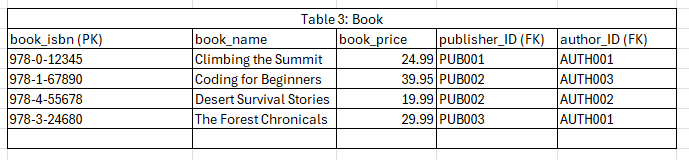 Table 3: Book
book_isbn (PK) book_name book_price publisher_ID (FK) author_ID (FK)
978-0-12345 Climbing the Summit 24.99 PUB001 AUTH001
978-1-67890 Coding for Beginners 39.95 PUB002 AUTH003
978-4-55678 Desert Survival Stories 19.99 PUB002 AUTH002
978-3-24680 The Forest Chronicals 29.99 PUB003 AUTH001